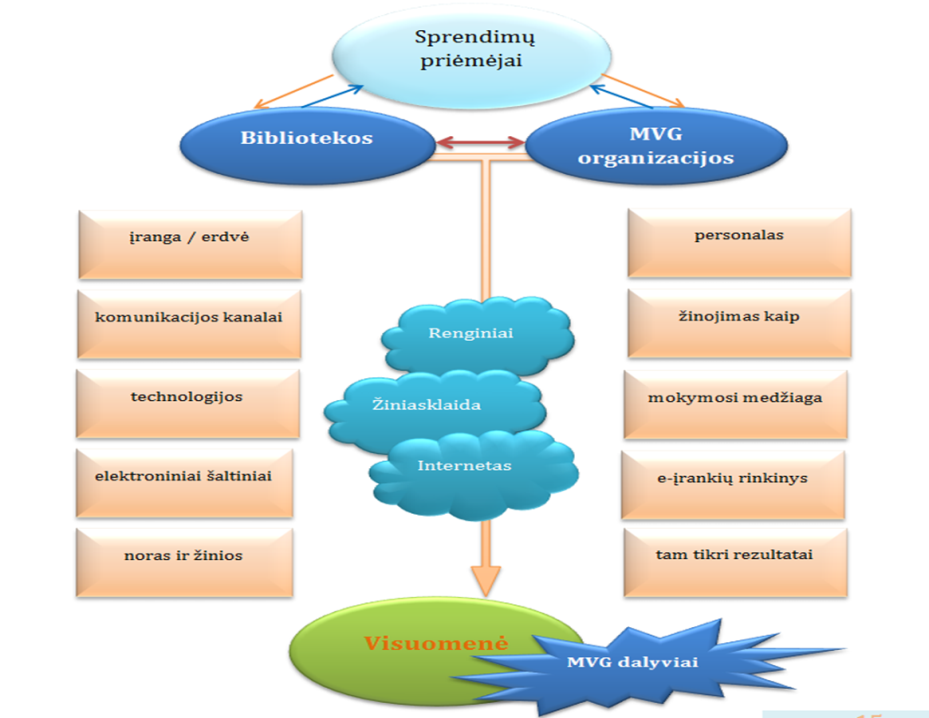 Sprendimų
priėmėjai
Bibliotekos
MVG
organizacijos
įranga / erdvė
komunikacijos kanalai
technologijos
elektroniniai šaltiniai
noras ir žinios
Renginiai
Žiniasklaida
Internetas
personalas
žinojimas kaip
mokymosi medžiaga
e-įrankių rinkinys
tam tikri rezultatai
Visuomenė
MVG dalyviai